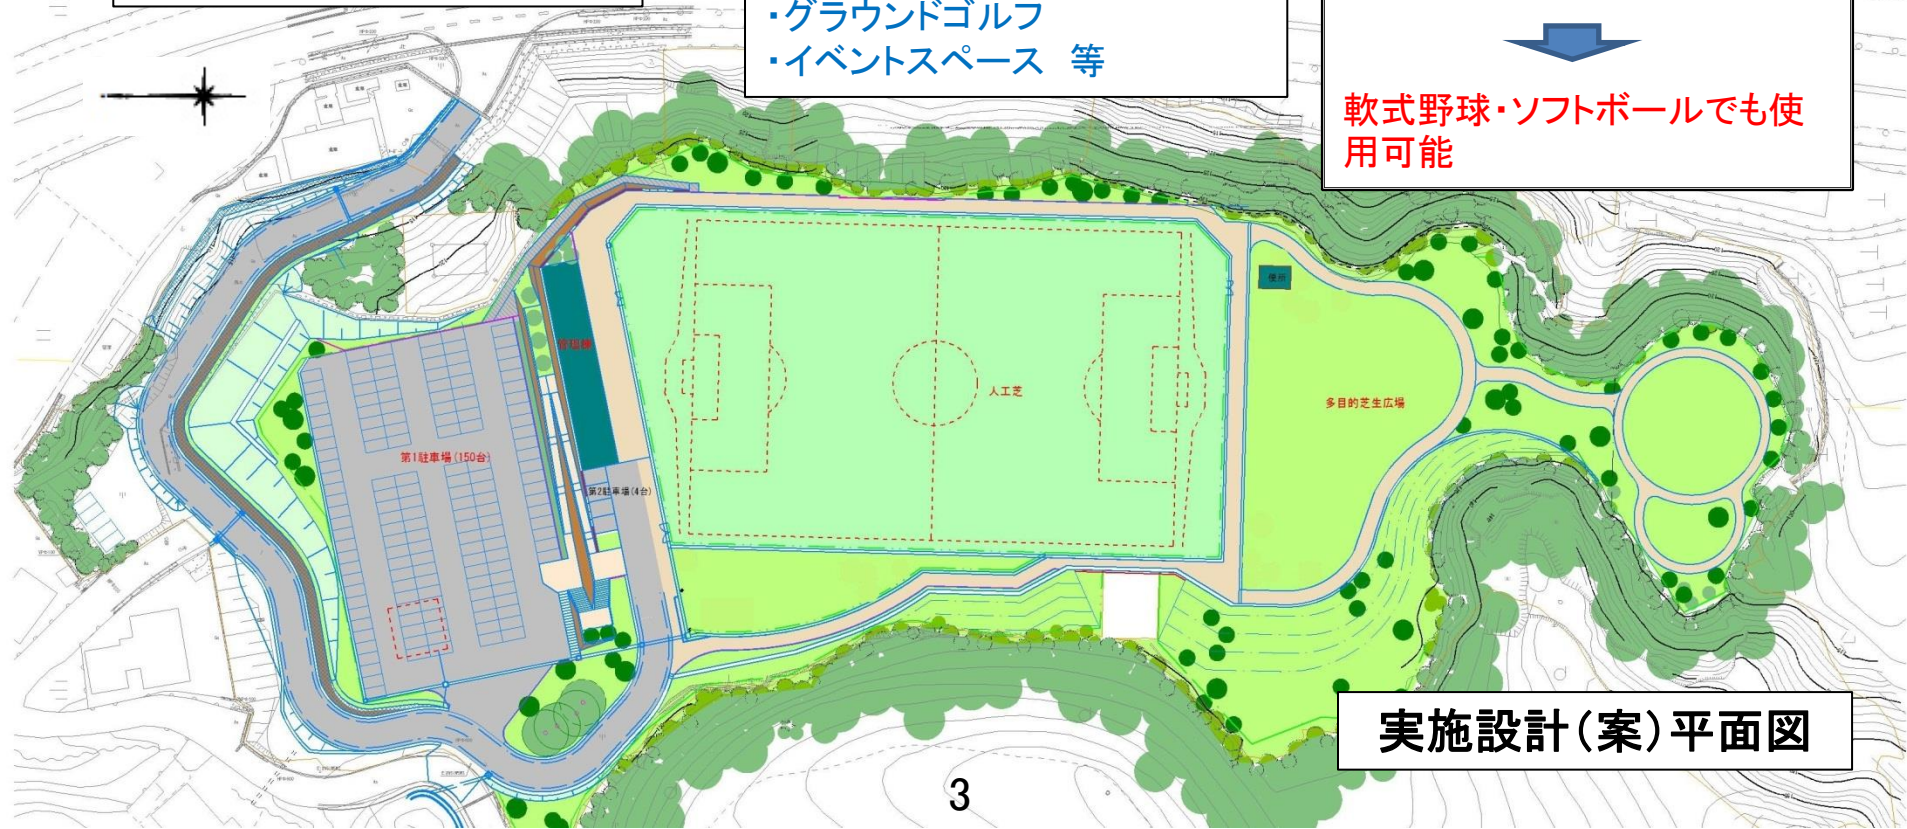 ・グラウンドゴルフ
・イベントスペース 等
軟式野球・ソフトボールでも使
用可能
便所
管理棟
人工芝
多目的芝生広場
第1駐車場(150台)
第2駐車場(4台)
実施設計(案)平面図
3